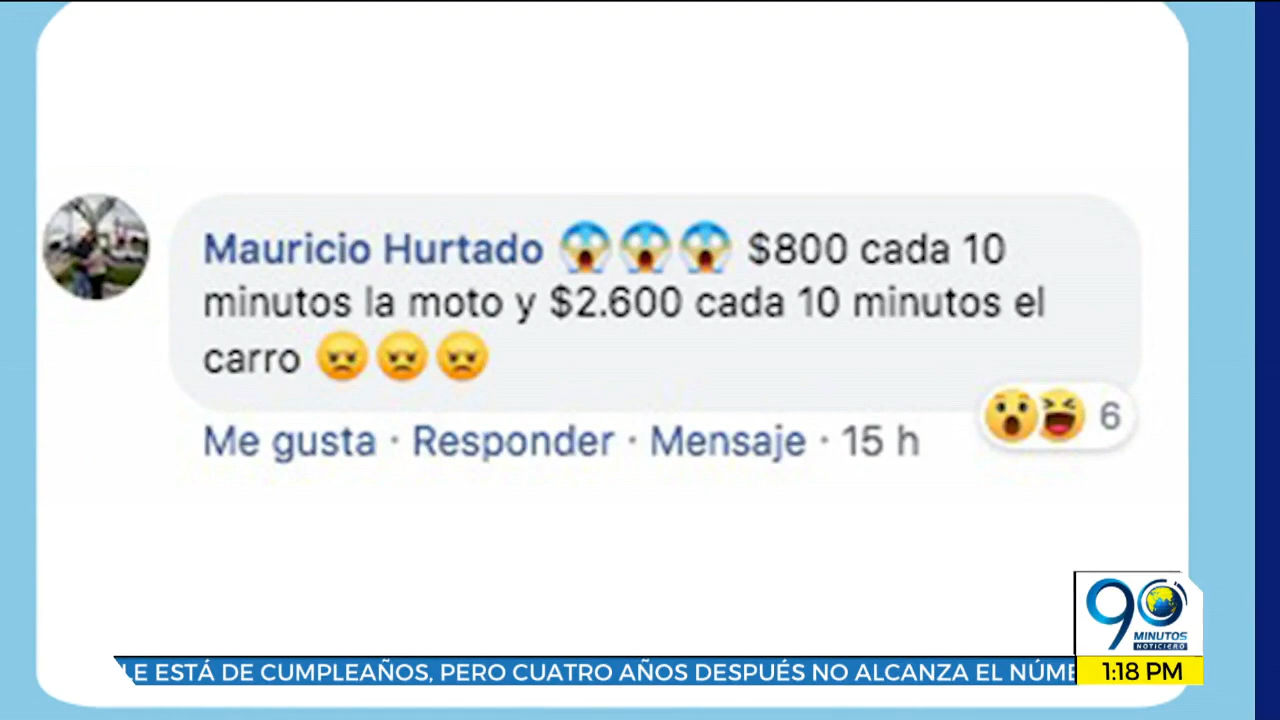 Mauricio Hurtado 😱😱😱 $800 cada 10
minutos la moto y $2.600 cada 10 minutos el
carro 😡😡😡
6
Me gusta · Responder · Mensaje · 15 h
90
MINUTOS
NOTICIERO
LE ESTÁ DE CUMPLEAÑOS, PERO CUATRO AÑOS DESPUÉS NO ALCANZA EL NÚME
1:18 PM